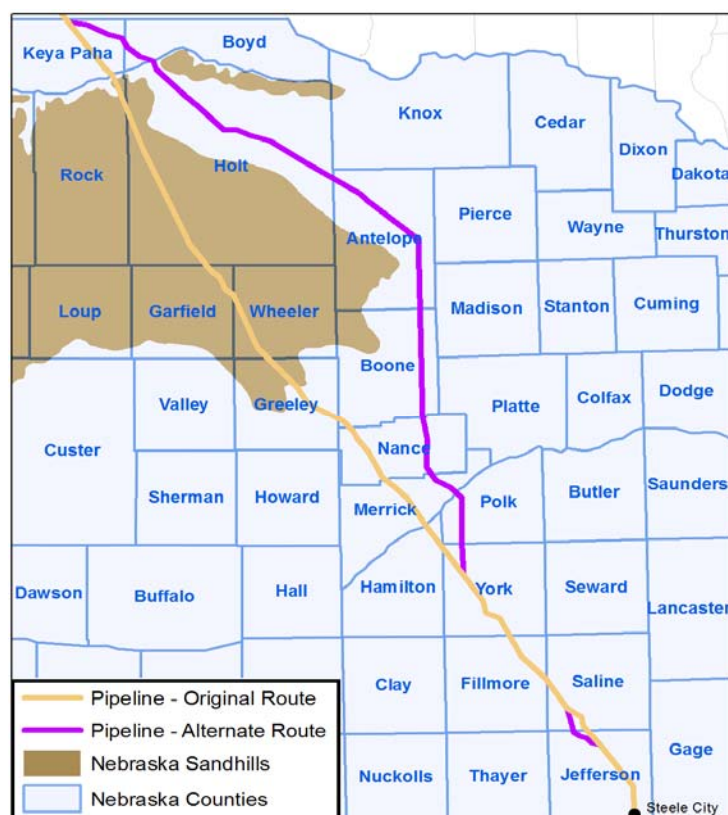 Boyd
Keya Paha
Knox
Cedar
Dixon
Dakota
Rock
Holt
Pierce
Wayne
Thurston
Antelope
Loup
Garfield
Wheeler
Madison
Stanton
Cuming
Boone
Valley
Greeley
Platte
Colfax
Dodge
Custer
Nance
Sherman
Howard
Merrick
Polk
Butler
Saunders
Dawson
Buffalo
Hall
Hamilton
York
Seward
Lancaster
Clay
Fillmore
Saline
Gage
Nuckolls
Thayer
Jefferson
Steele City
Pipeline - Original Route
Pipeline - Alternate Route
Nebraska Sandhills
Nebraska Counties